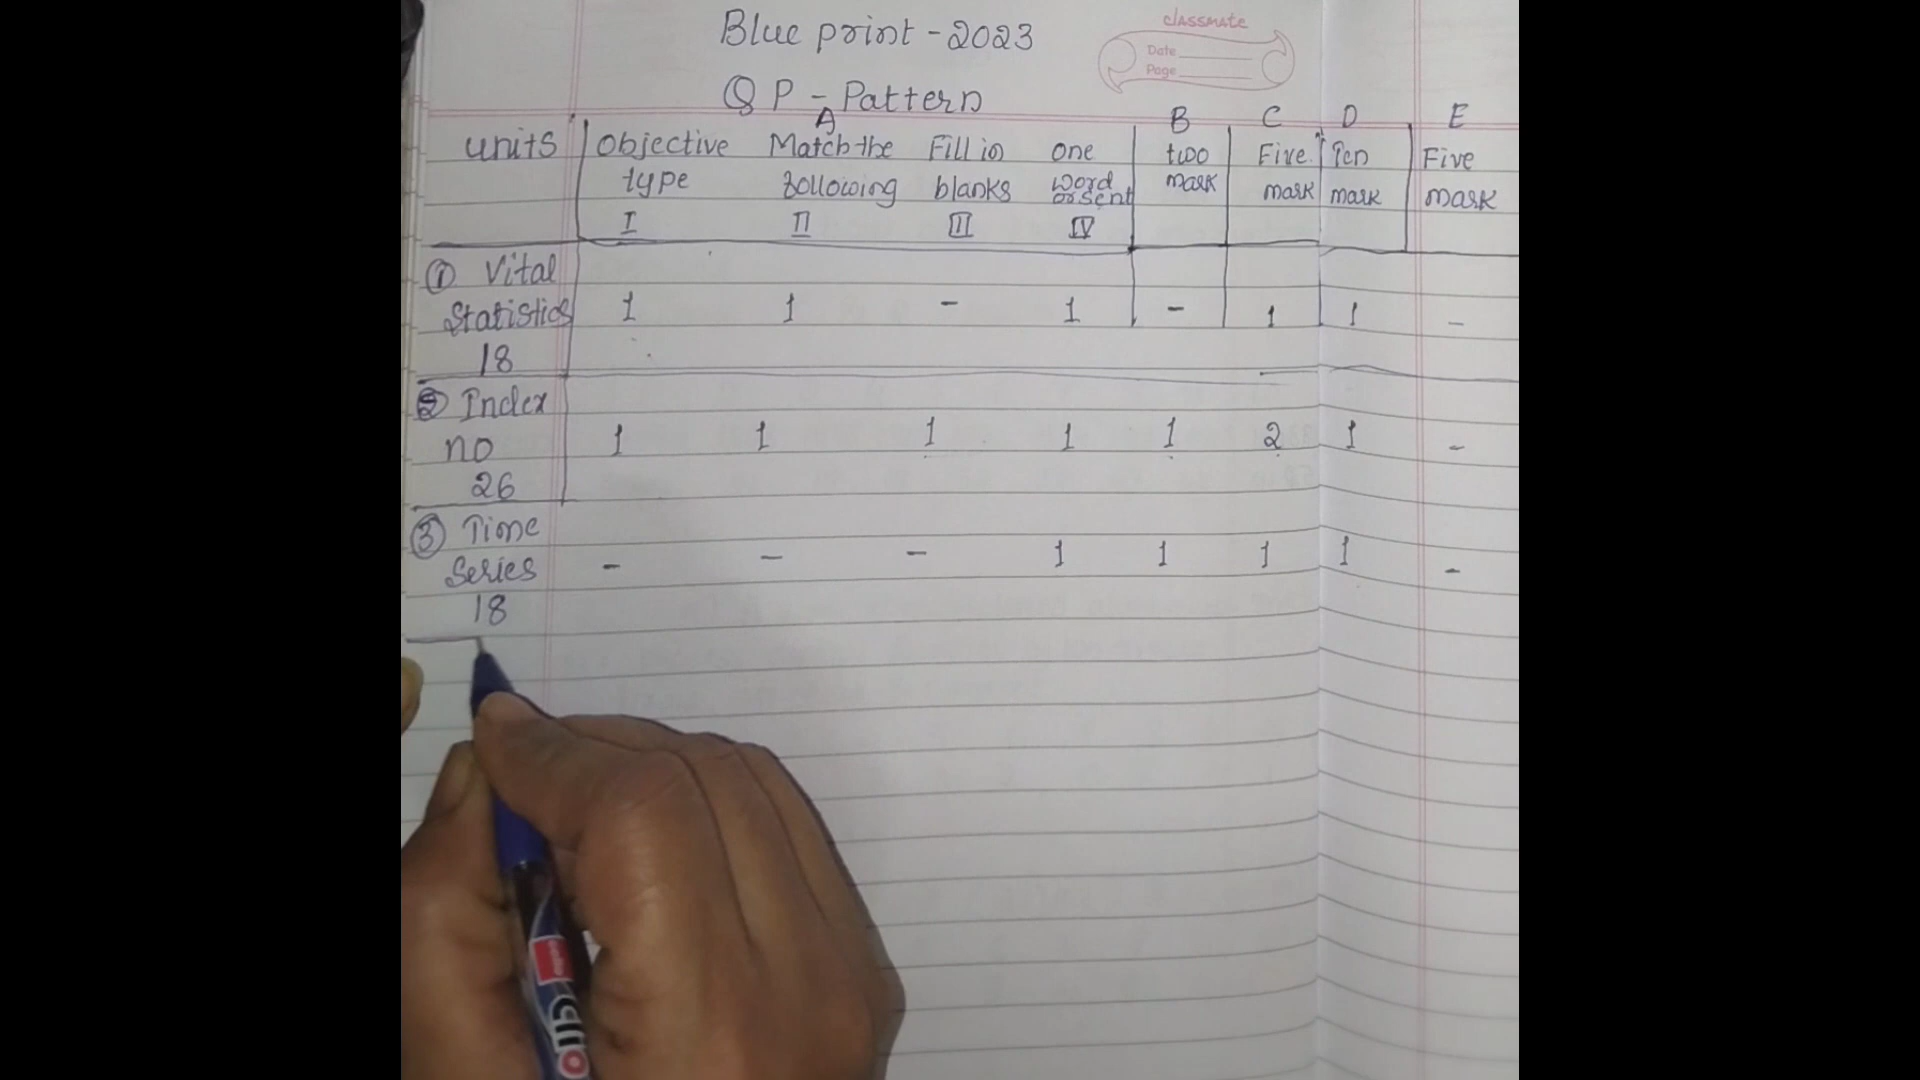 Blue print - 2023
classmate
Date
Page
QP - Pattern
A B C D E
units Objective Match the Fill in one two Five Ten Five
type following blanks word mark mark mark mark
or sent
I II III IV
① Vital
Statistics 1 1 - 1 - 1 1 -
18
② Index
no 1 1 1 1 1 2 1 -
26
③ Time
Series - - - 1 1 1 1 -
18
cello